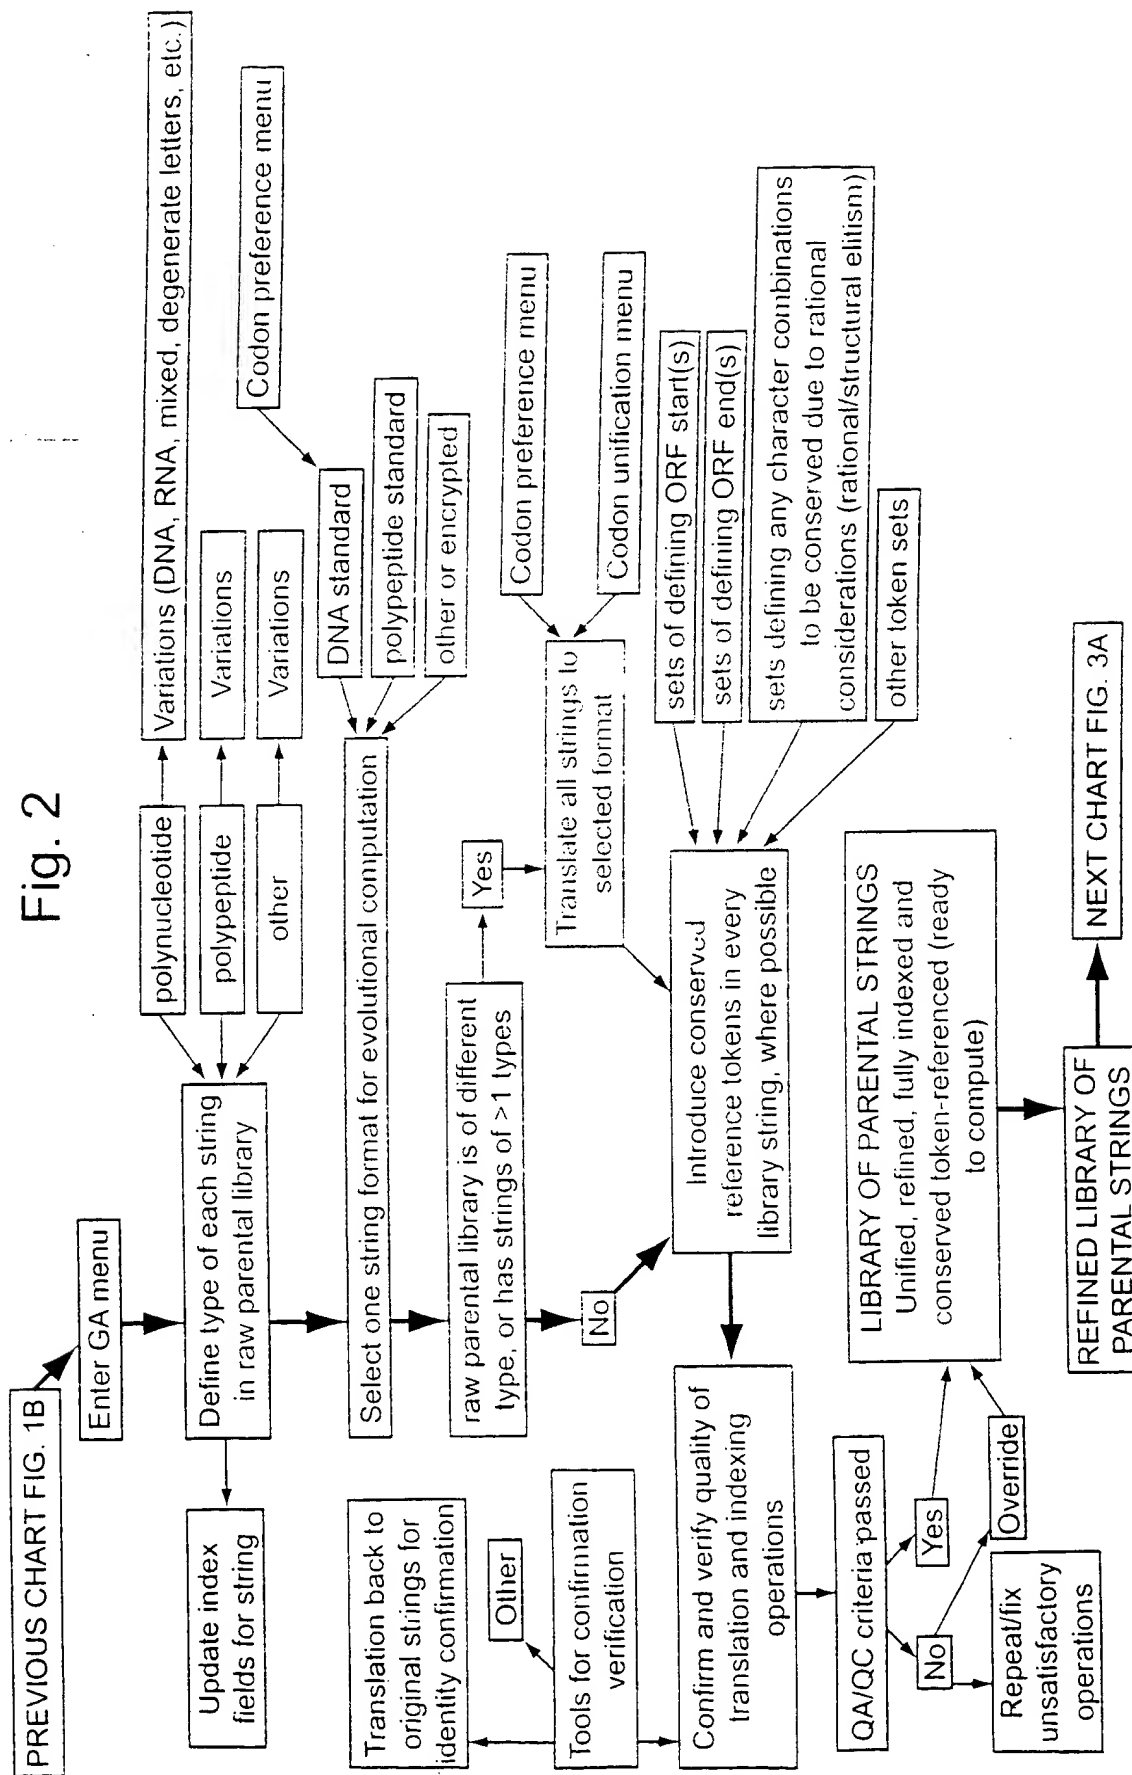 Fig. 2
PREVIOUS CHART FIG. 1B
Enter GA menu
Update index
fields for string
Define type of each string
in raw parental library
polynucleotide
polypeptide
other
Variations (DNA, RNA, mixed, degenerate letters, etc.)
Variations
Variations
Codon preference menu
Select one string format for evolutional computation
DNA standard
polypeptide standard
other or encrypted
raw parental library is of different
type, or has strings of >1 types
Yes
No
Translate all strings to
selected format
Codon preference menu
Codon unification menu
Translation back to
original strings for
identity confirmation
Other
Tools for confirmation
verification
Introduce conserved
reference tokens in every
library string, where possible
sets of defining ORF start(s)
sets of defining ORF end(s)
sets defining any character combinations
to be conserved due to rational
considerations (rational/structural elitism)
other token sets
Confirm and verify quality of
translation and indexing
operations
QA/QC criteria passed
Yes
No
Override
Repeat/fix
unsatisfactory
operations
LIBRARY OF PARENTAL STRINGS
Unified, refined, fully indexed and
conserved token-referenced (ready
to compute)
REFINED LIBRARY OF
PARENTAL STRINGS
NEXT CHART FIG. 3A